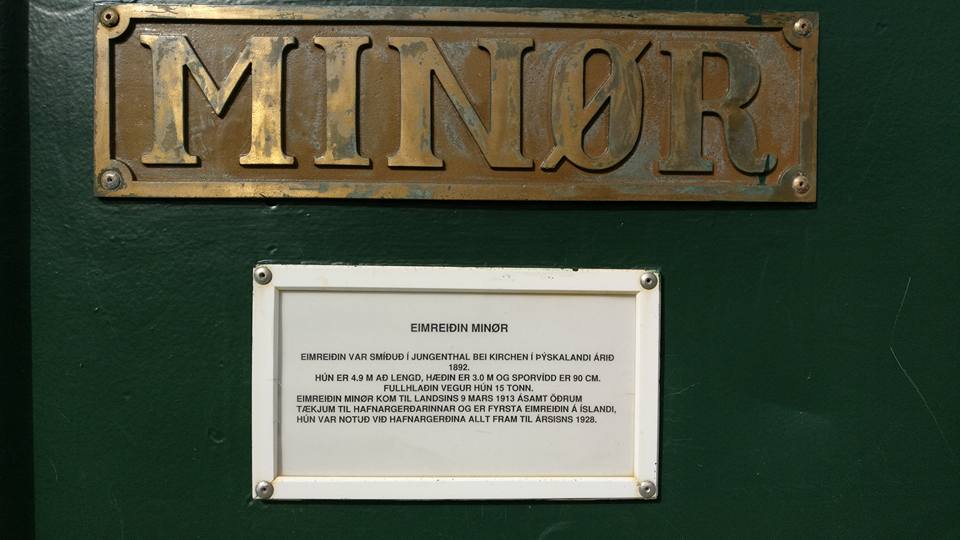 MINØR
EIMREIÐIN MINØR
EIMREIÐIN VAR SMÍÐUÐ Í JUNGENTHAL BEI KIRCHEN Í ÞÝSKALANDI ÁRIÐ
1892.
HÚN ER 4.9 M AÐ LENGD, HÆÐIN ER 3.0 M OG SPORVÍDD ER 90 CM.
FULLHLAÐIN VEGUR HÚN 15 TONN.
EIMREIÐIN MINØR KOM TIL LANDSINS 9 MARS 1913 ÁSAMT ÖÐRUM
TÆKJUM TIL HAFNARGERÐARINNAR OG ER FYRSTA EIMREIÐIN Á ÍSLANDI,
HÚN VAR NOTUÐ VIÐ HAFNARGERÐINA ALLT FRAM TIL ÁRSISNS 1928.